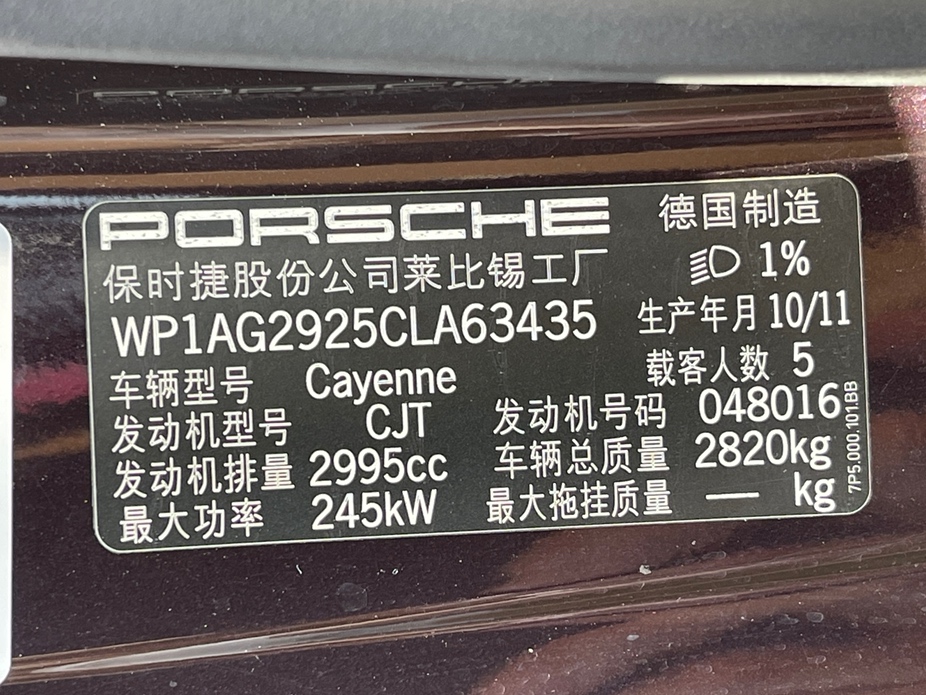 PORSCHE 德国制造
保时捷股份公司莱比锡工厂 1%
WP1AG2925CLA63435 生产年月 10/11
载客人数 5
车辆型号 Cayenne
发动机型号 CJT 发动机号码 048016
发动机排量 2995cc 车辆总质量 2820kg
最大功率 245kW 最大拖挂质量 — kg
7P5.000.101.BB